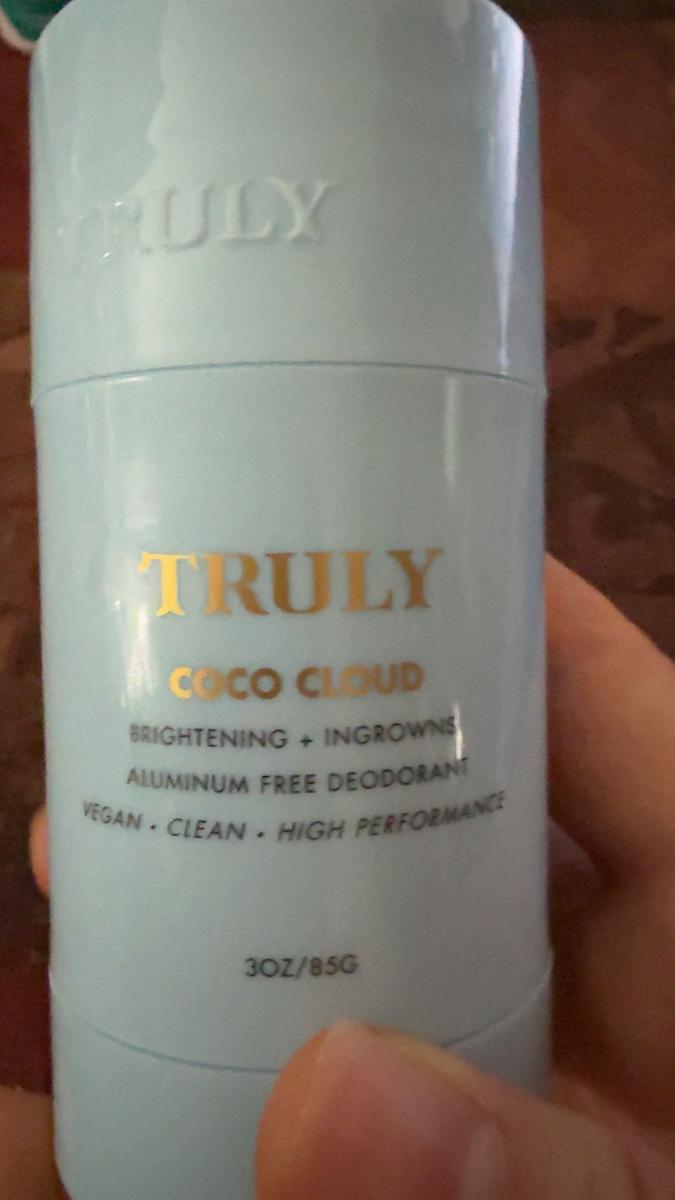 TRULY
TRULY
COCO CLOUD
BRIGHTENING + INGROWNS
ALUMINUM FREE DEODORANT
VEGAN • CLEAN • HIGH PERFORMANCE
3OZ/85G